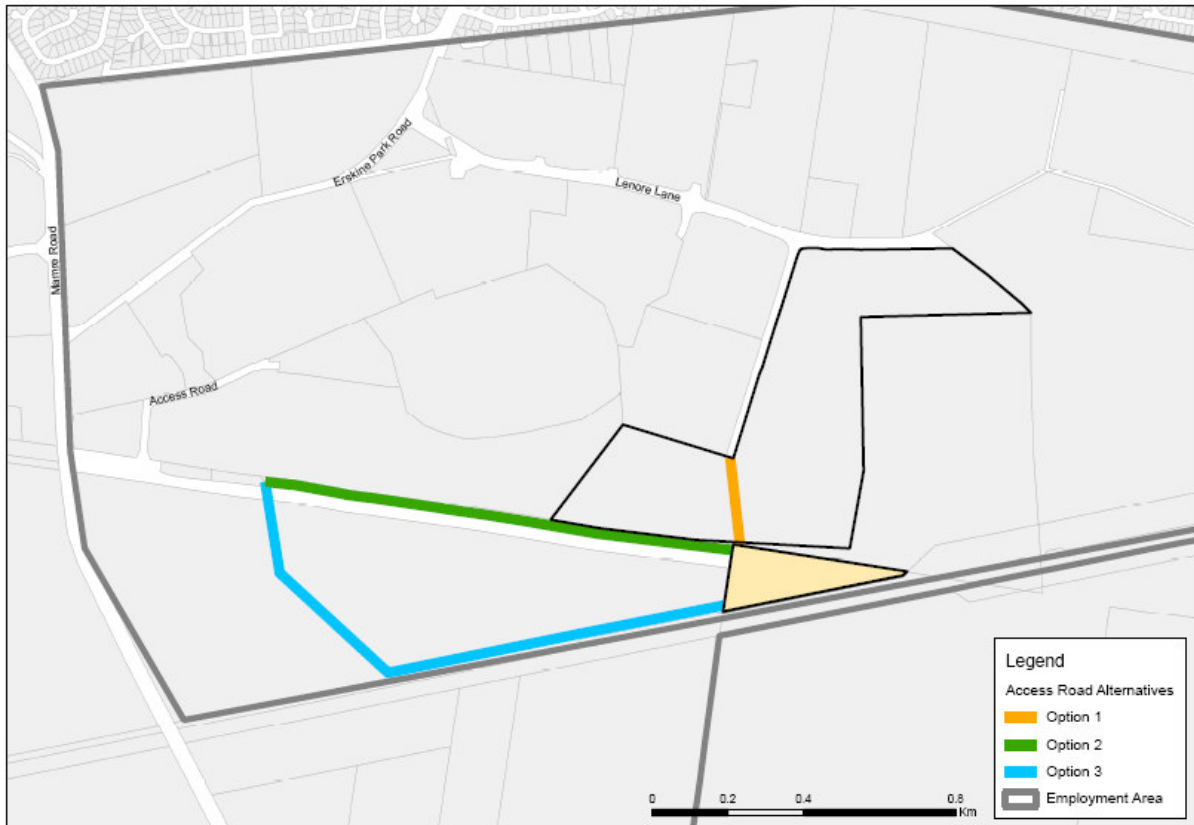 Erskine Park Road
Lenore Lane
Mamre Road
Access Road
Legend
Access Road Alternatives
Option 1
Option 2
Option 3
Employment Area
0 0.2 0.4 0.8
Km